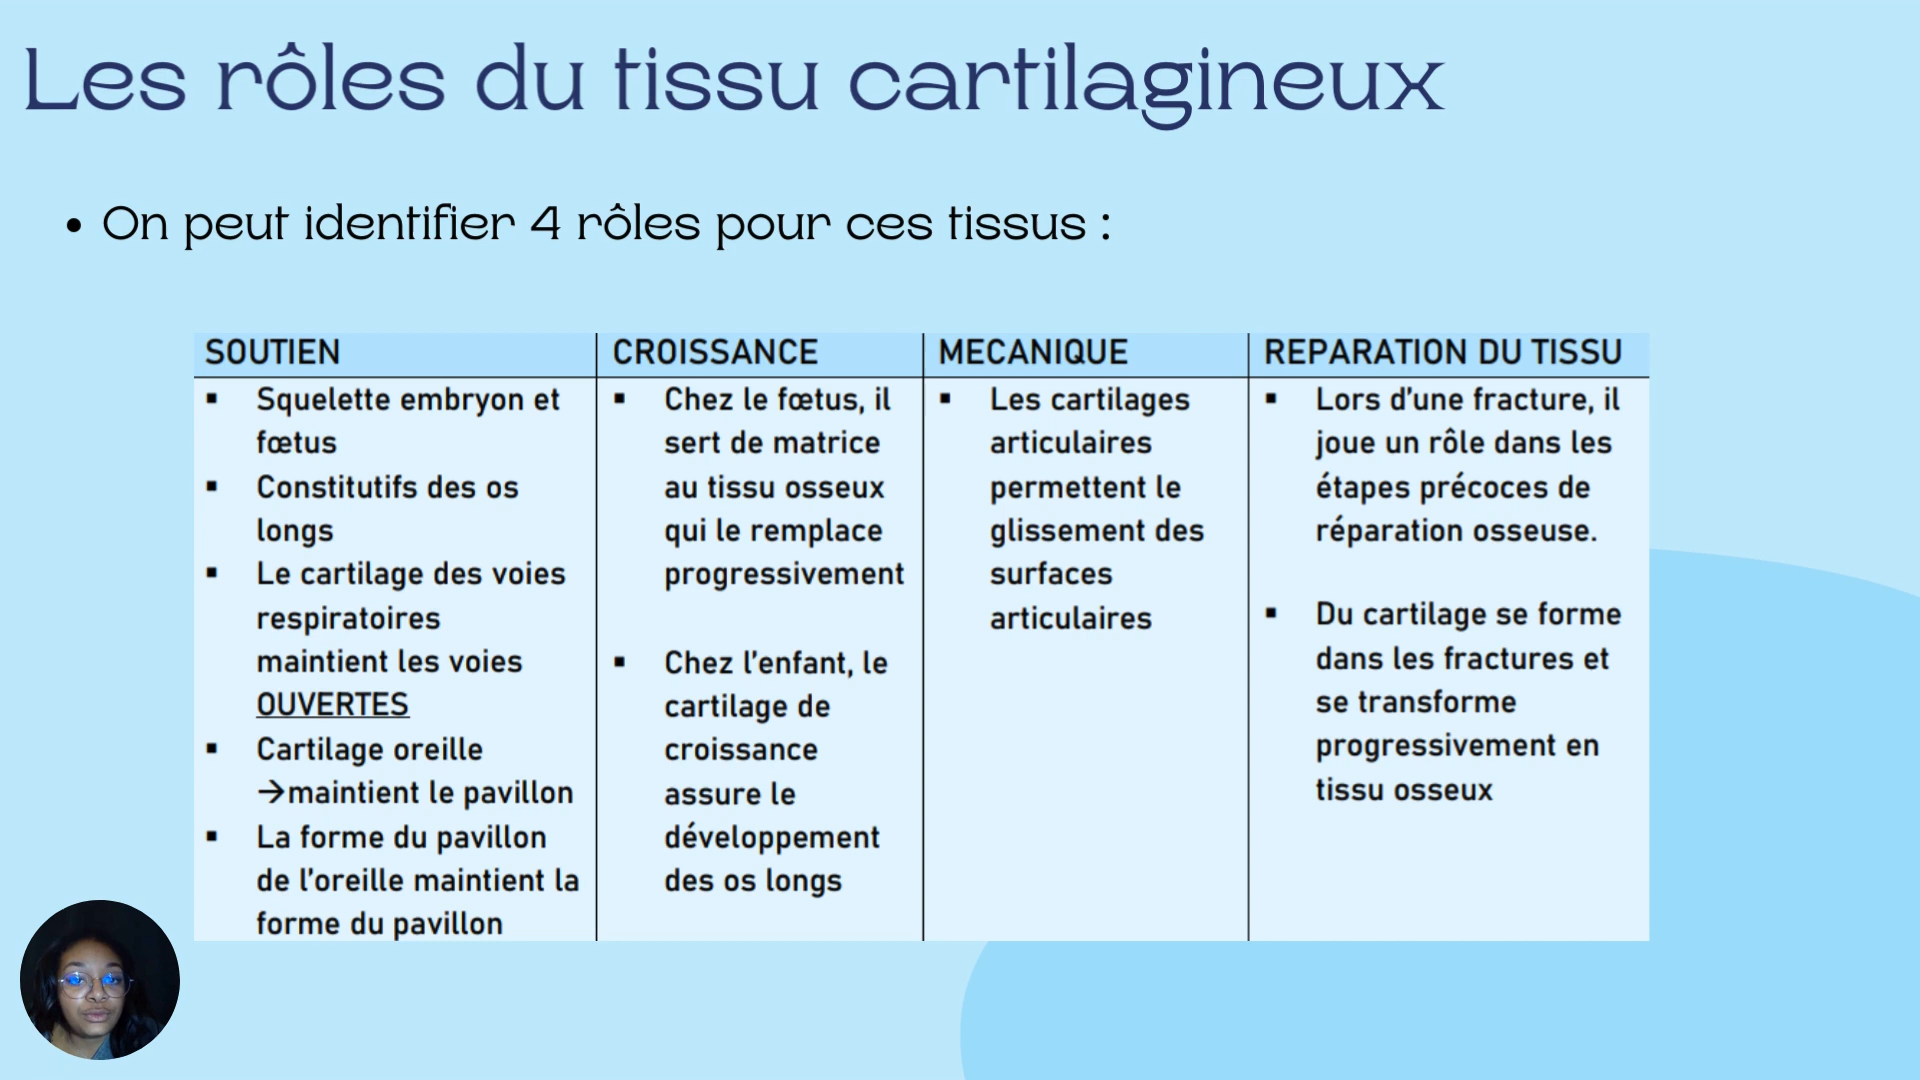 Les rôles du tissu cartilagineux
• On peut identifier 4 rôles pour ces tissus :
SOUTIEN
▪ Squelette embryon et
fœtus
▪ Constitutifs des os
longs
▪ Le cartilage des voies
respiratoires
maintient les voies
OUVERTES
▪ Cartilage oreille
→maintient le pavillon
▪ La forme du pavillon
de l'oreille maintient la
forme du pavillon
CROISSANCE
▪ Chez le fœtus, il
sert de matrice
au tissu osseux
qui le remplace
progressivement
▪ Chez l'enfant, le
cartilage de
croissance
assure le
développement
des os longs
MECANIQUE
▪ Les cartilages
articulaires
permettent le
glissement des
surfaces
articulaires
REPARATION DU TISSU
▪ Lors d'une fracture, il
joue un rôle dans les
étapes précoces de
réparation osseuse.
▪ Du cartilage se forme
dans les fractures et
se transforme
progressivement en
tissu osseux